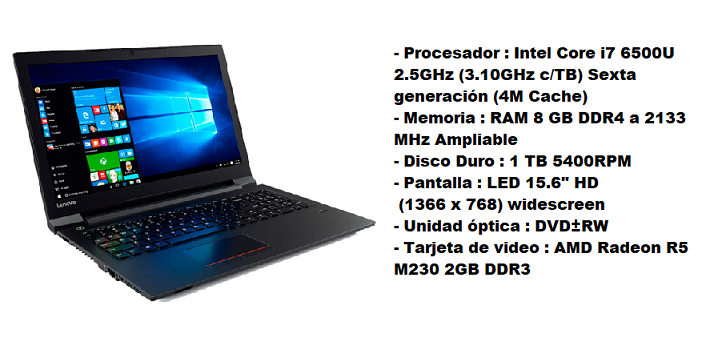 Lenovo
- Procesador : Intel Core i7 6500U
2.5GHz (3.10GHz c/TB) Sexta
generación (4M Cache)
- Memoria : RAM 8 GB DDR4 a 2133
MHz Ampliable
- Disco Duro : 1 TB 5400RPM
- Pantalla : LED 15.6" HD
(1366 x 768) widescreen
- Unidad óptica : DVD±RW
- Tarjeta de video : AMD Radeon R5
M230 2GB DDR3